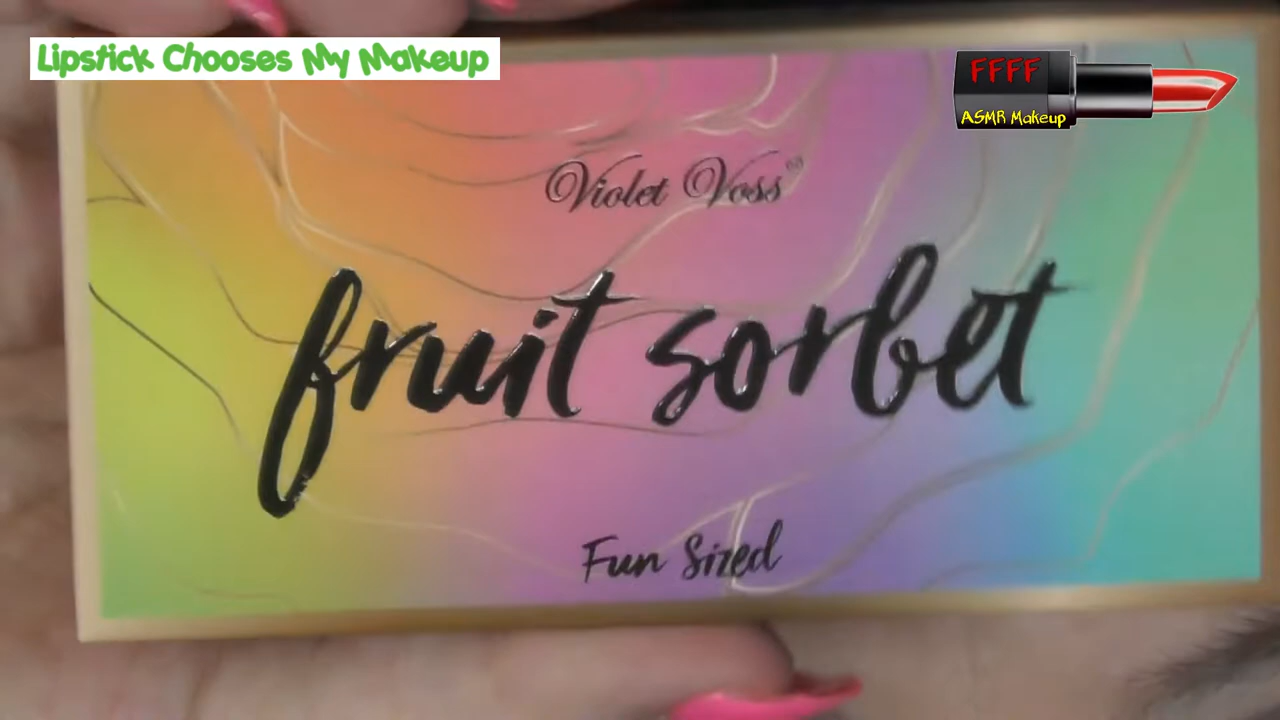 Lipstick Chooses My Makeup
FFFF
ASMR Makeup
Violet Voss®
fruit sorbet
Fun Sized